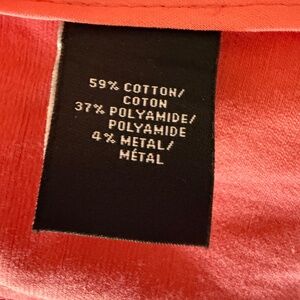 59% COTTON/
COTON
37% POLYAMIDE/
POLYAMIDE
4% METAL/
MÉTAL